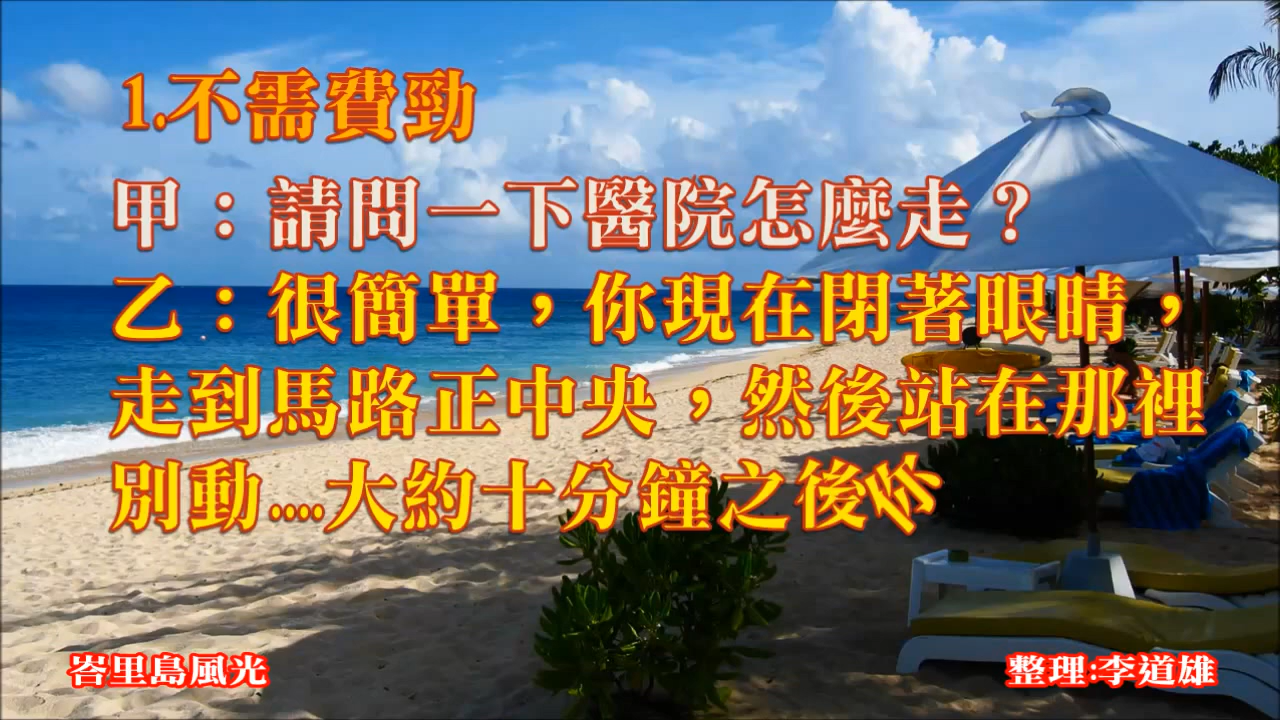 1.不需費勁
甲：請問一下醫院怎麼走？
乙：很簡單，你現在閉著眼睛，
走到馬路正中央，然後站在那裡
別動....大約十分鐘之後你
峇里島風光
整理:李道雄